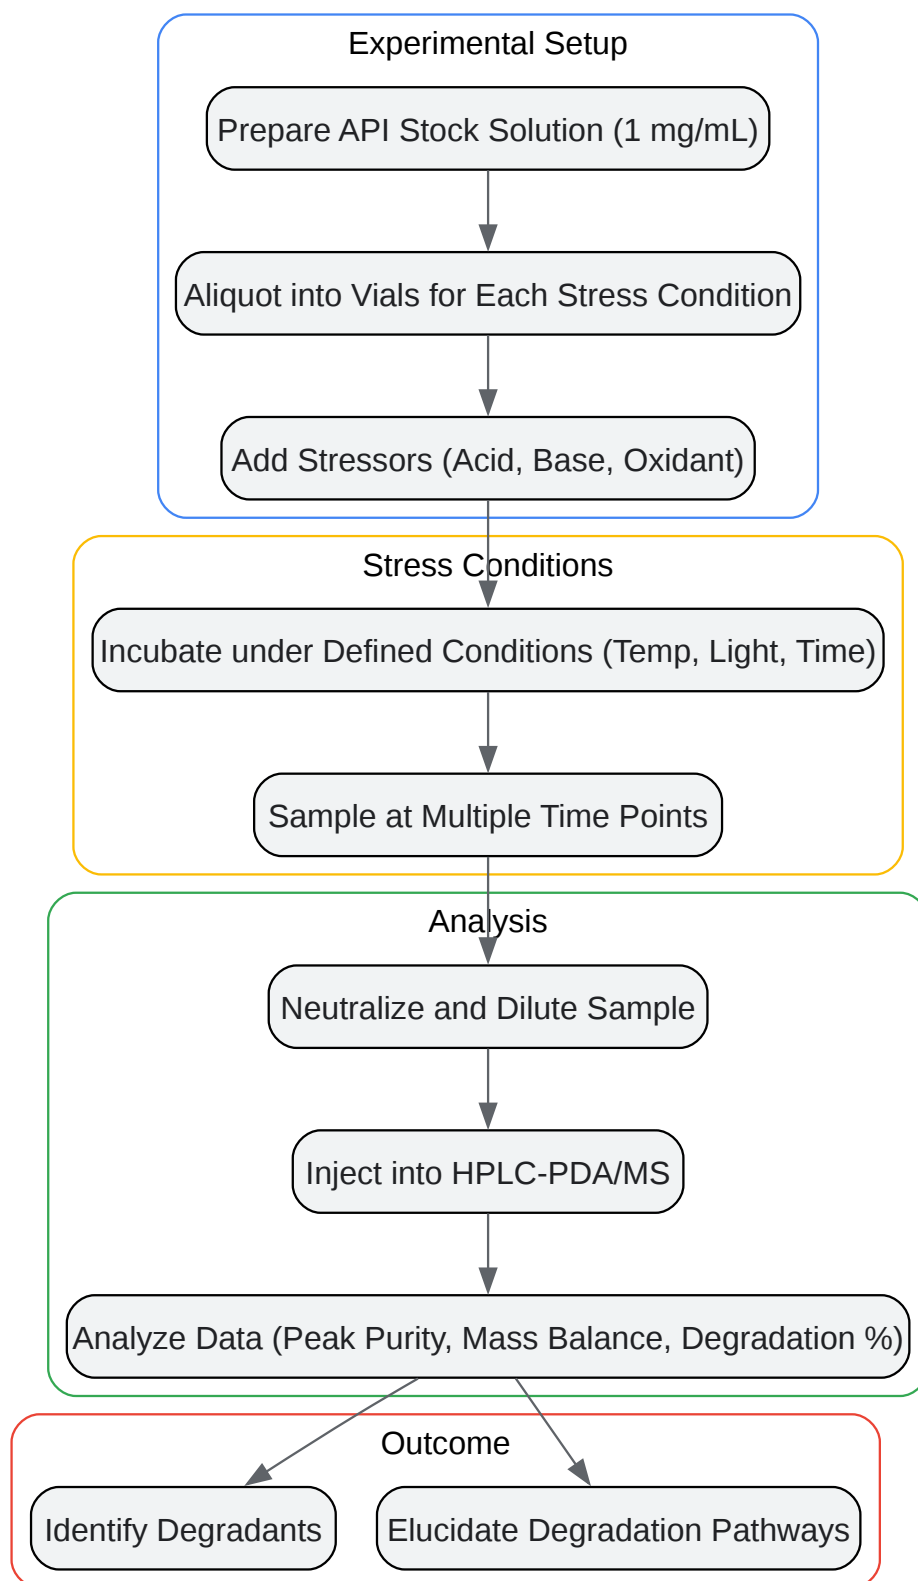 Experimental Setup
Prepare API Stock Solution (1 mg/mL)
Aliquot into Vials for Each Stress Condition
Add Stressors (Acid, Base, Oxidant)
Stress Conditions
Incubate under Defined Conditions (Temp, Light, Time)
Sample at Multiple Time Points
Analysis
Neutralize and Dilute Sample
Inject into HPLC-PDA/MS
Analyze Data (Peak Purity, Mass Balance, Degradation %)
Outcome
Identify Degradants
Elucidate Degradation Pathways